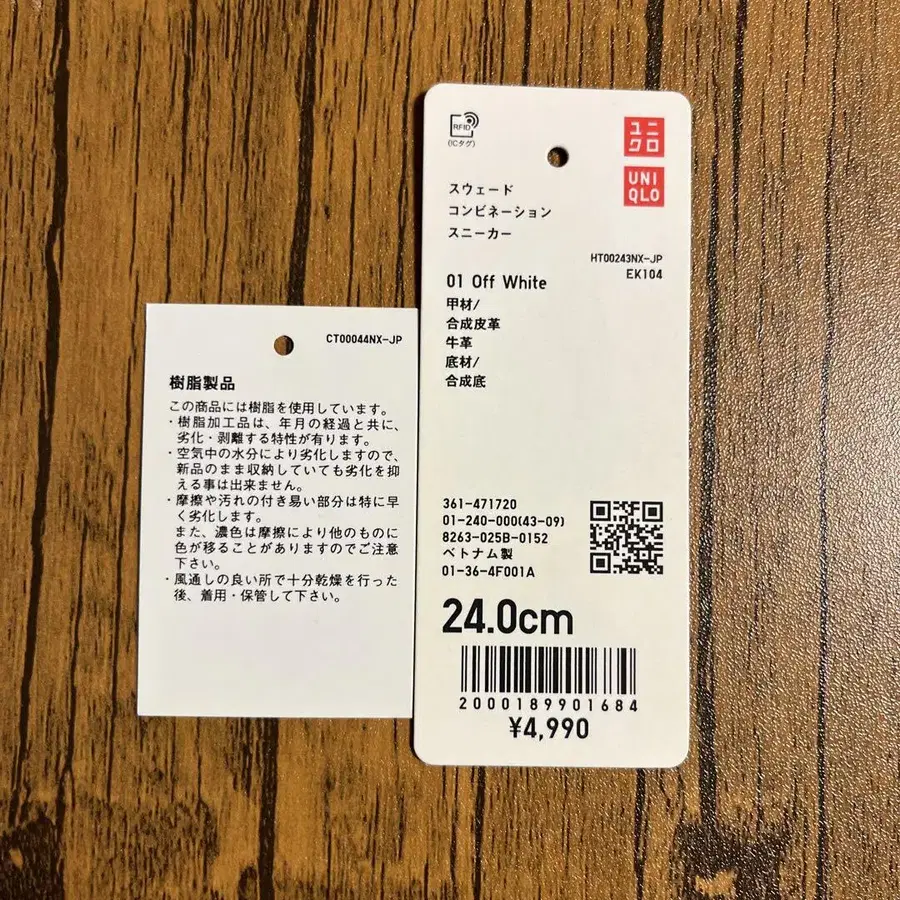 CT00044NX-JP
樹脂製品
この商品には樹脂を使用しています。
・樹脂加工品は、年月の経過と共に、
劣化・剥離する特性が有ります。
・空気中の水分により劣化しますので、
新品のまま収納していても劣化を抑
える事は出来ません。
・摩擦や汚れの付き易い部分は特に早
く劣化します。
また、濃色は摩擦により他のものに
色が移ることがありますのでご注意
下さい。
・風通しの良い所で十分乾燥を行った
後、着用・保管して下さい。
RFID
(ICタグ)
ユニ
クロ
UNI
QLO
スウェード
コンビネーション
スニーカー
HT00243NX-JP
EK104
01 Off White
甲材/
合成皮革
牛革
底材/
合成底
361-471720
01-240-000(43-09)
8263-025B-0152
ベトナム製
01-36-4F001A
24.0cm
2000189901684
¥4,990